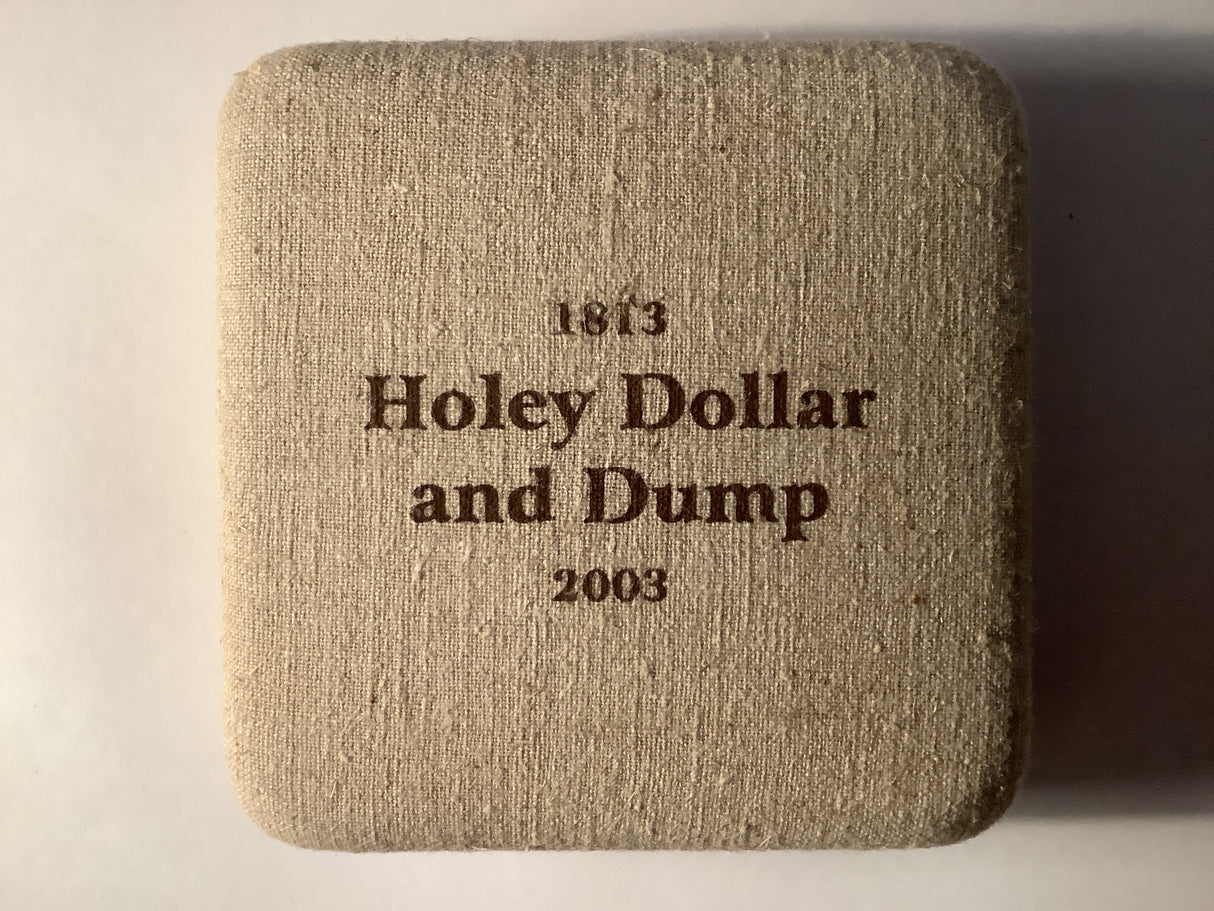 1813
Holey Dollar
and Dump
2003